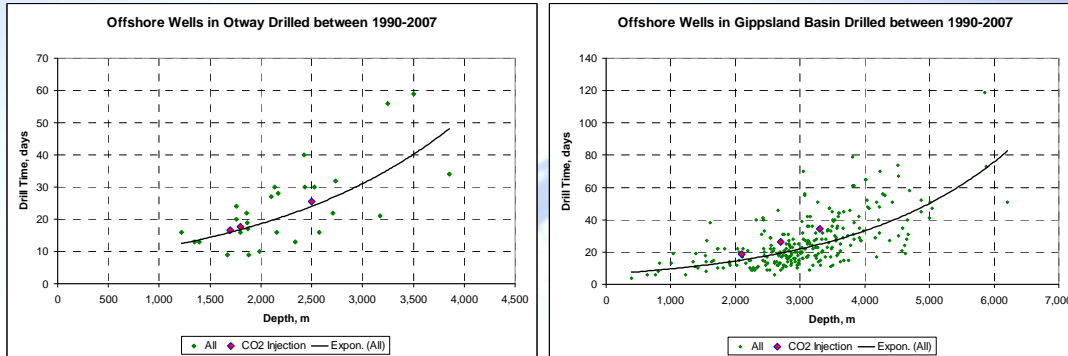 Offshore Wells in Otway Drilled between 1990-2007
70
60
50
40
30
20
10
0
Drill Time, days
0 500 1,000 1,500 2,000 2,500 3,000 3,500 4,000 4,500
Depth, m
All CO2 Injection Expon. (All)
Offshore Wells in Gippsland Basin Drilled between 1990-2007
140
120
100
80
60
40
20
0
Drill Time, days
0 1,000 2,000 3,000 4,000 5,000 6,000 7,000
Depth, m
All CO2 Injection Expon. (All)